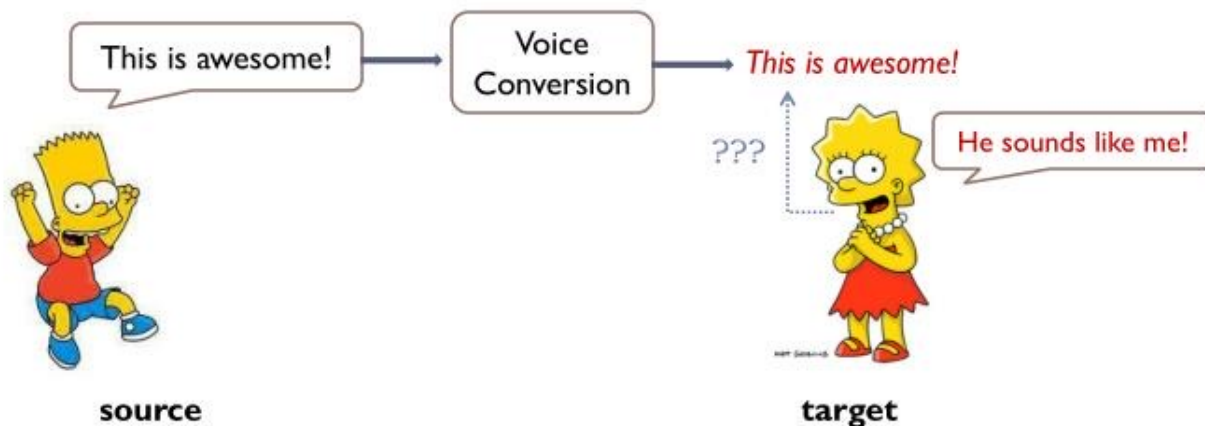 This is awesome!
Voice
Conversion
This is awesome!
???
He sounds like me!
source
target